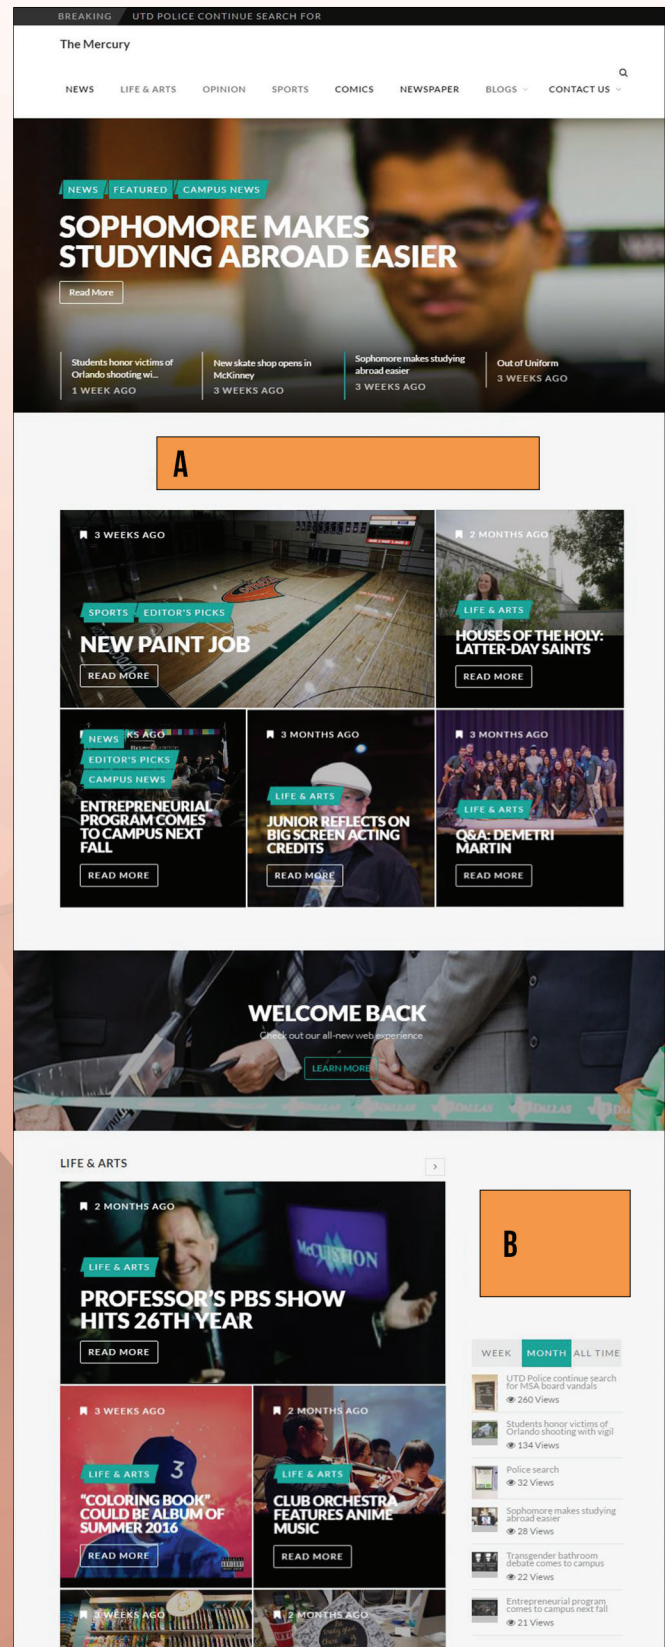 BREAKING UTD POLICE CONTINUE SEARCH FOR
The Mercury
NEWS LIFE & ARTS OPINION SPORTS COMICS NEWSPAPER BLOGS CONTACT US
NEWS FEATURED CAMPUS NEWS
SOPHOMORE MAKES
STUDYING ABROAD EASIER
Read More
Students honor victims of
Orlando shooting wi...
1 WEEK AGO
New skate shop opens in
McKinney
3 WEEKS AGO
Sophomore makes studying
abroad easier
3 WEEKS AGO
Out of Uniform
3 WEEKS AGO
A
3 WEEKS AGO
SPORTS EDITOR'S PICKS
NEW PAINT JOB
READ MORE
2 MONTHS AGO
LIFE & ARTS
HOUSES OF THE HOLY:
LATTER-DAY SAINTS
READ MORE
KS AGO
NEWS
EDITOR'S PICKS
CAMPUS NEWS
ENTREPRENEURIAL
PROGRAM COMES
TO CAMPUS NEXT
FALL
READ MORE
3 MONTHS AGO
LIFE & ARTS
JUNIOR REFLECTS ON
BIG SCREEN ACTING
CREDITS
READ MORE
3 MONTHS AGO
LIFE & ARTS
Q&A: DEMETRI
MARTIN
READ MORE
WELCOME BACK
Check out our all-new web experience
LEARN MORE
DALLAS DALLAS DALLAS
LIFE & ARTS
2 MONTHS AGO
McCUISTION
LIFE & ARTS
PROFESSOR'S PBS SHOW
HITS 26TH YEAR
READ MORE
3 WEEKS AGO
3
LIFE & ARTS
"COLORING BOOK"
COULD BE ALBUM OF
SUMMER 2016
READ MORE
2 MONTHS AGO
LIFE & ARTS
CLUB ORCHESTRA
FEATURES ANIME
MUSIC
READ MORE
3 WEEKS AGO
2 MONTHS AGO
B
WEEK MONTH ALL TIME
UTD Police continue search
for MSA board vandals
260 Views
Students honor victims of
Orlando shooting with vigil
134 Views
Police search
32 Views
Sophomore makes studying
abroad easier
28 Views
Transgender bathroom
debate comes to campus
22 Views
Entrepreneurial program
comes to campus next fall
21 Views